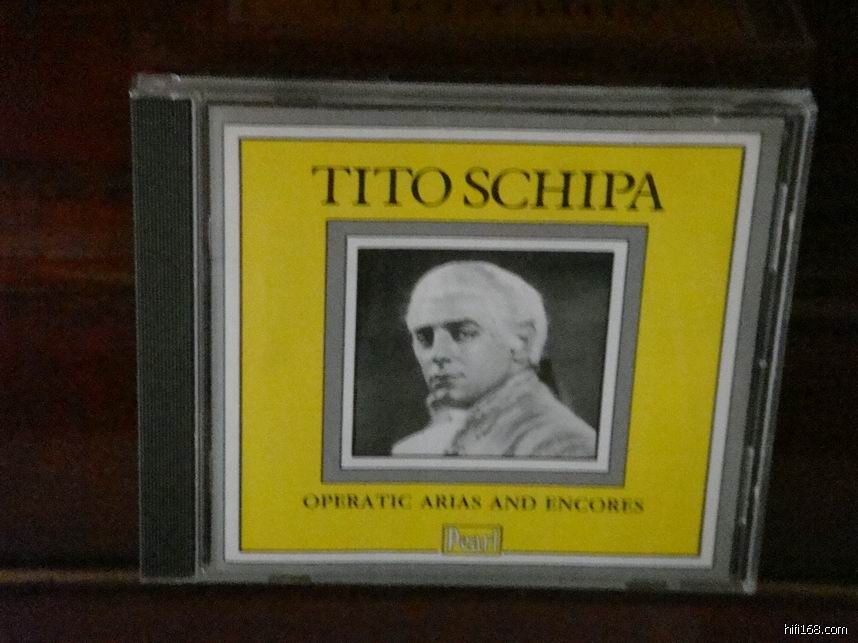 TITO SCHIPA
OPERATIC ARIAS AND ENCORES
Pearl
hifi168.com